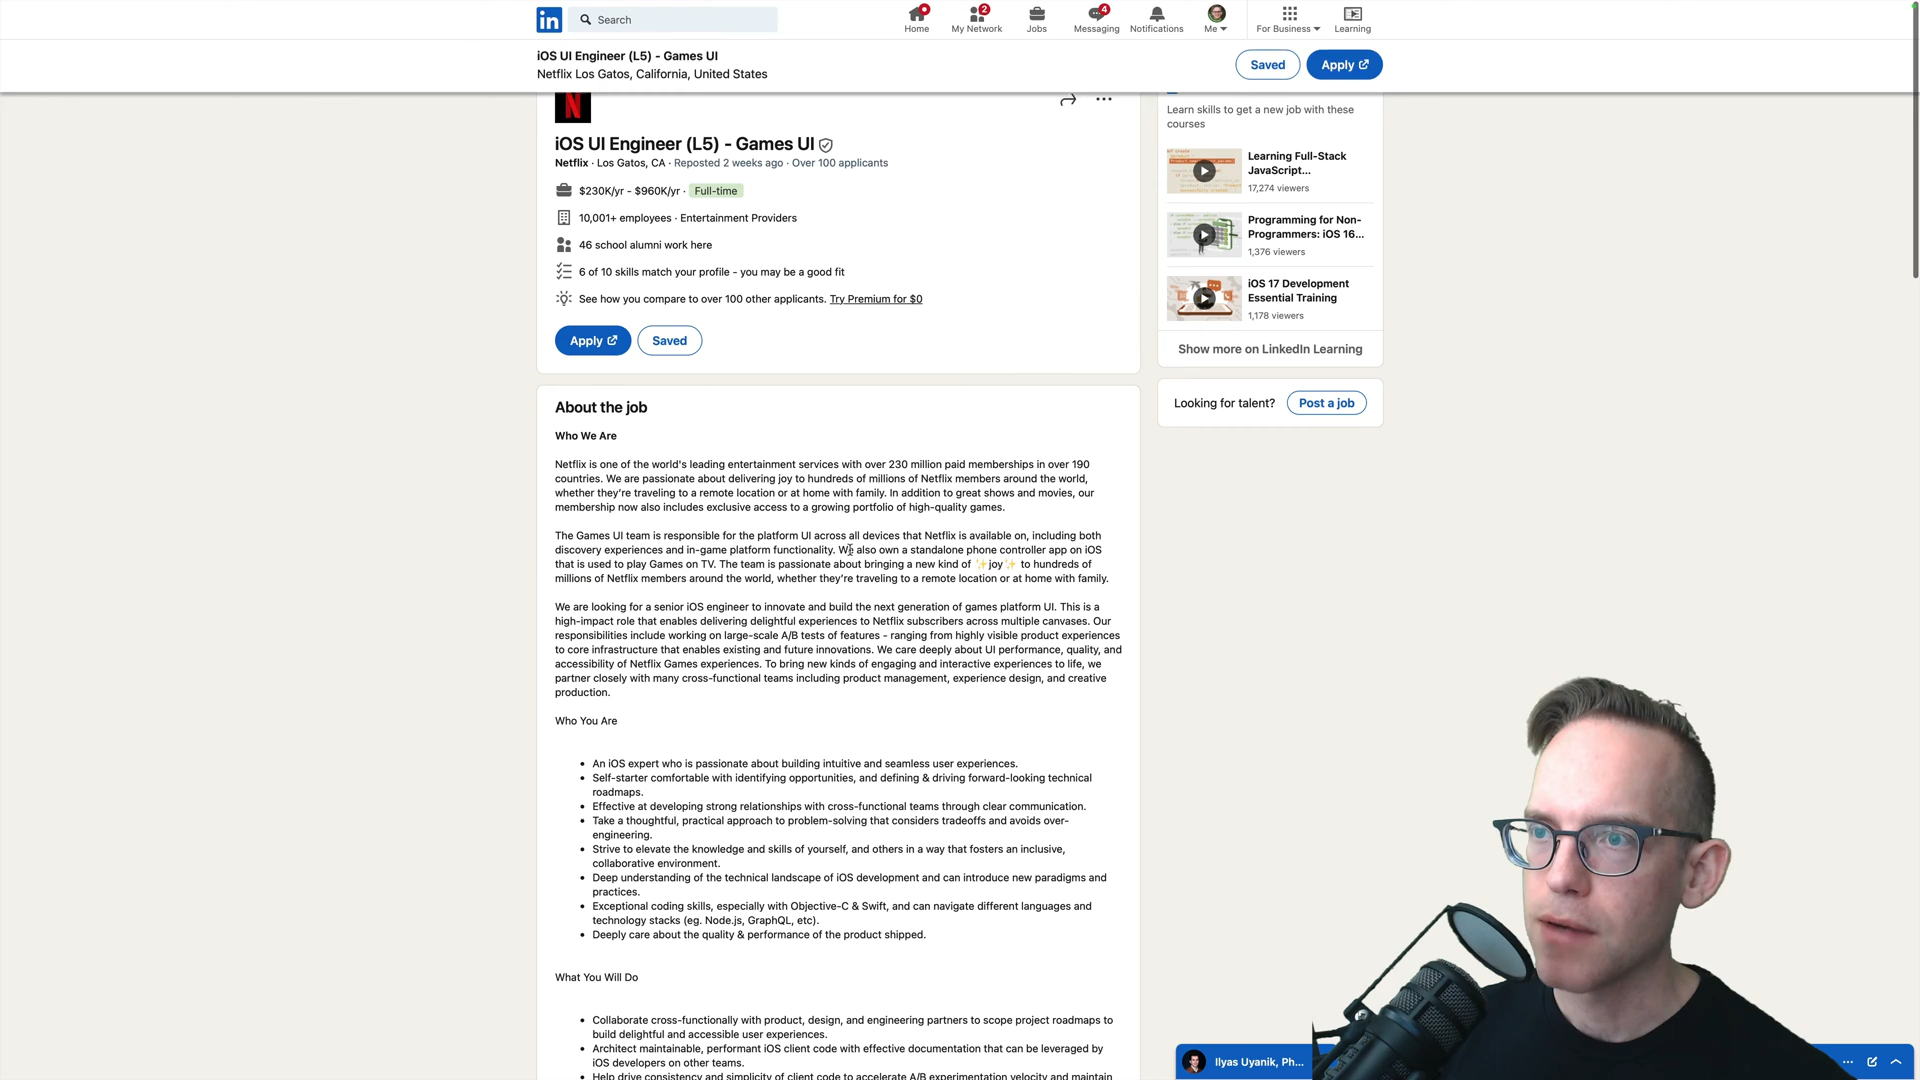 in
Search
Home
2
My Network
Jobs
4
Messaging
Notifications
Me
For Business
Learning
iOS UI Engineer (L5) - Games UI
Netflix Los Gatos, California, United States
Saved
Apply
N
iOS UI Engineer (L5) - Games UI
Netflix · Los Gatos, CA · Reposted 2 weeks ago · Over 100 applicants
$230K/yr - $960K/yr · Full-time
10,001+ employees · Entertainment Providers
46 school alumni work here
6 of 10 skills match your profile - you may be a good fit
See how you compare to over 100 other applicants. Try Premium for $0
Apply
Saved
Learn skills to get a new job with these
courses
Learning Full-Stack
JavaScript...
17,274 viewers
Programming for Non-
Programmers: iOS 16...
1,376 viewers
iOS 17 Development
Essential Training
1,178 viewers
Show more on LinkedIn Learning
Looking for talent?
Post a job
About the job
Who We Are
Netflix is one of the world's leading entertainment services with over 230 million paid memberships in over 190
countries. We are passionate about delivering joy to hundreds of millions of Netflix members around the world,
whether they're traveling to a remote location or at home with family. In addition to great shows and movies, our
membership now also includes exclusive access to a growing portfolio of high-quality games.
The Games UI team is responsible for the platform UI across all devices that Netflix is available on, including both
discovery experiences and in-game platform functionality. We also own a standalone phone controller app on iOS
that is used to play Games on TV. The team is passionate about bringing a new kind of ✨joy✨ to hundreds of
millions of Netflix members around the world, whether they're traveling to a remote location or at home with family.
We are looking for a senior iOS engineer to innovate and build the next generation of games platform UI. This is a
high-impact role that enables delivering delightful experiences to Netflix subscribers across multiple canvases. Our
responsibilities include working on large-scale A/B tests of features - ranging from highly visible product experiences
to core infrastructure that enables existing and future innovations. We care deeply about UI performance, quality, and
accessibility of Netflix Games experiences. To bring new kinds of engaging and interactive experiences to life, we
partner closely with many cross-functional teams including product management, experience design, and creative
production.
Who You Are
• An iOS expert who is passionate about building intuitive and seamless user experiences.
• Self-starter comfortable with identifying opportunities, and defining & driving forward-looking technical
roadmaps.
• Effective at developing strong relationships with cross-functional teams through clear communication.
• Take a thoughtful, practical approach to problem-solving that considers tradeoffs and avoids over-
engineering.
• Strive to elevate the knowledge and skills of yourself, and others in a way that fosters an inclusive,
collaborative environment.
• Deep understanding of the technical landscape of iOS development and can introduce new paradigms and
practices.
• Exceptional coding skills, especially with Objective-C & Swift, and can navigate different languages and
technology stacks (eg. Node.js, GraphQL, etc).
• Deeply care about the quality & performance of the product shipped.
What You Will Do
• Collaborate cross-functionally with product, design, and engineering partners to scope project roadmaps to
build delightful and accessible user experiences.
• Architect maintainable, performant iOS client code with effective documentation that can be leveraged by
iOS developers on other teams.
• Help drive consistency and simplicity of client code to accelerate A/B experimentation velocity and maintain
Ilyas Uyanik, Ph...